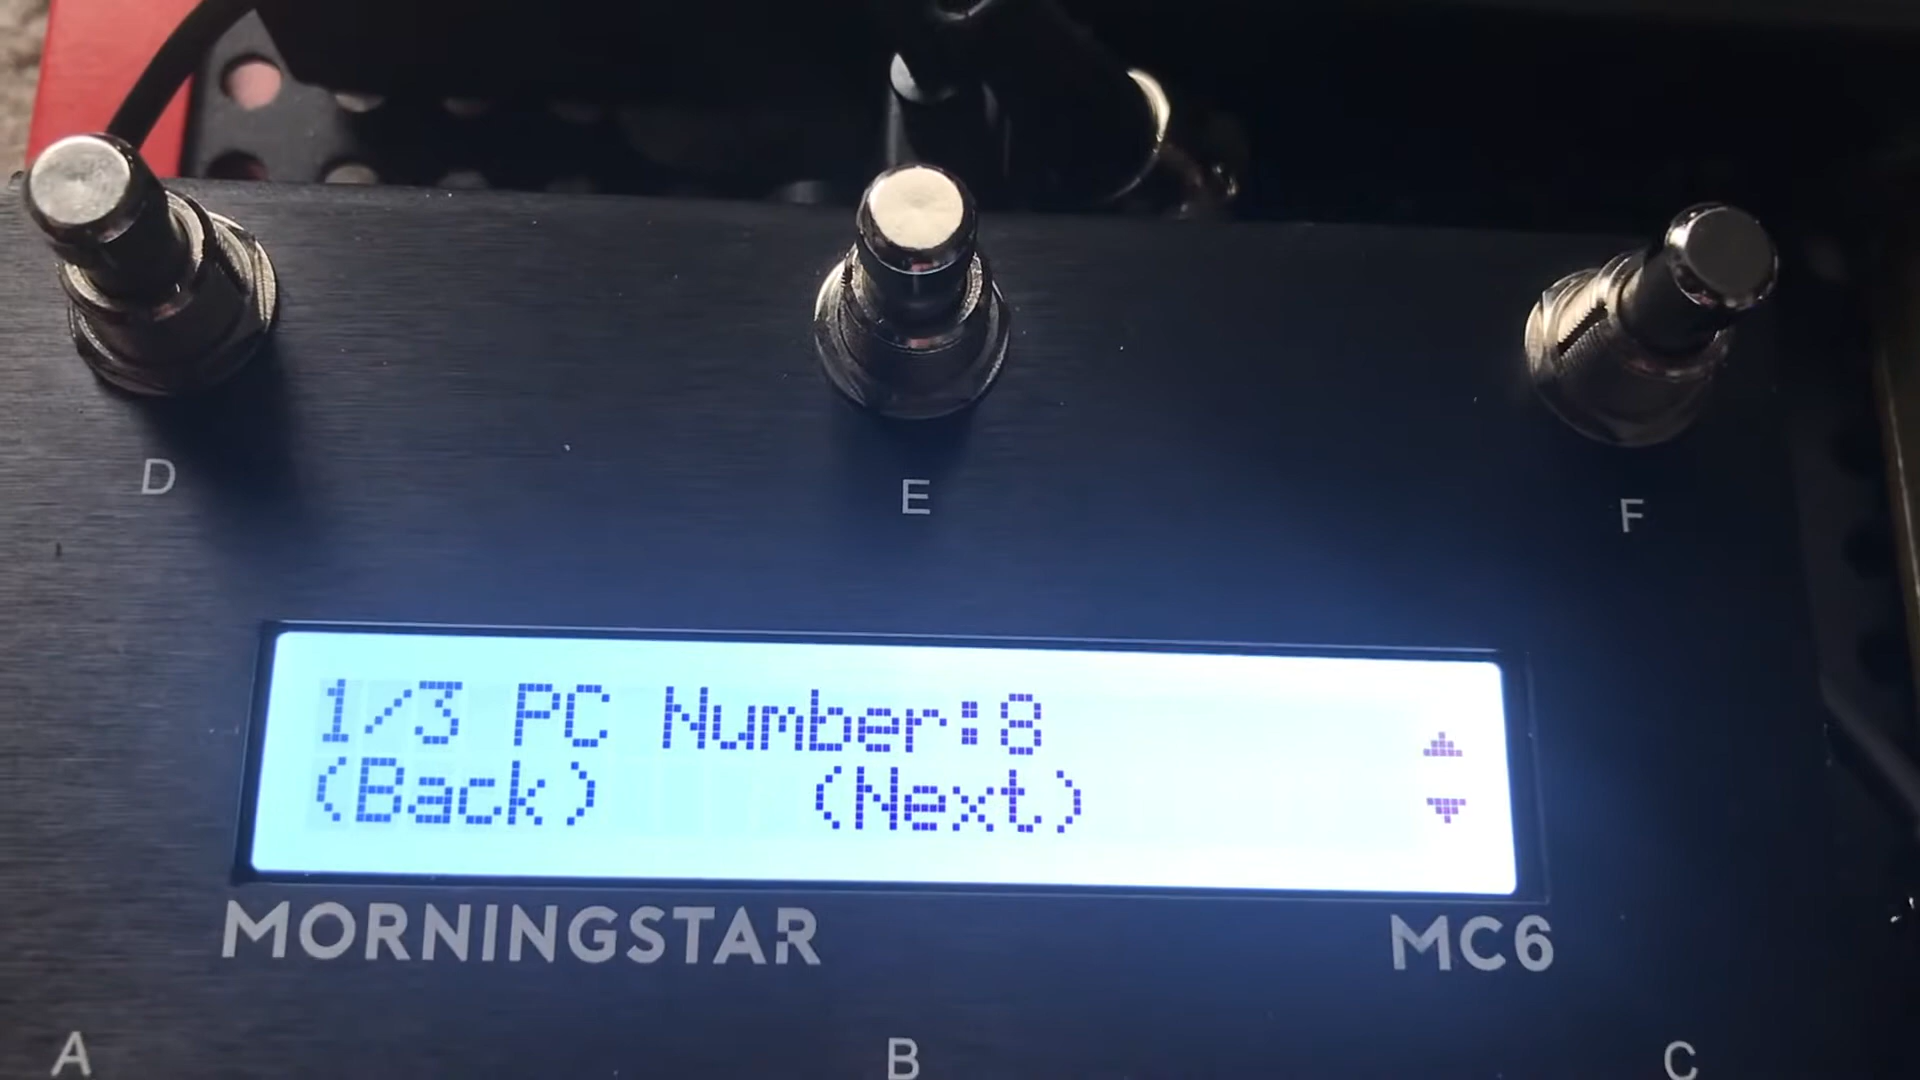 D E F
1/3 PC Number:8
(Back) (Next)
MORNINGSTAR MC6
A B C